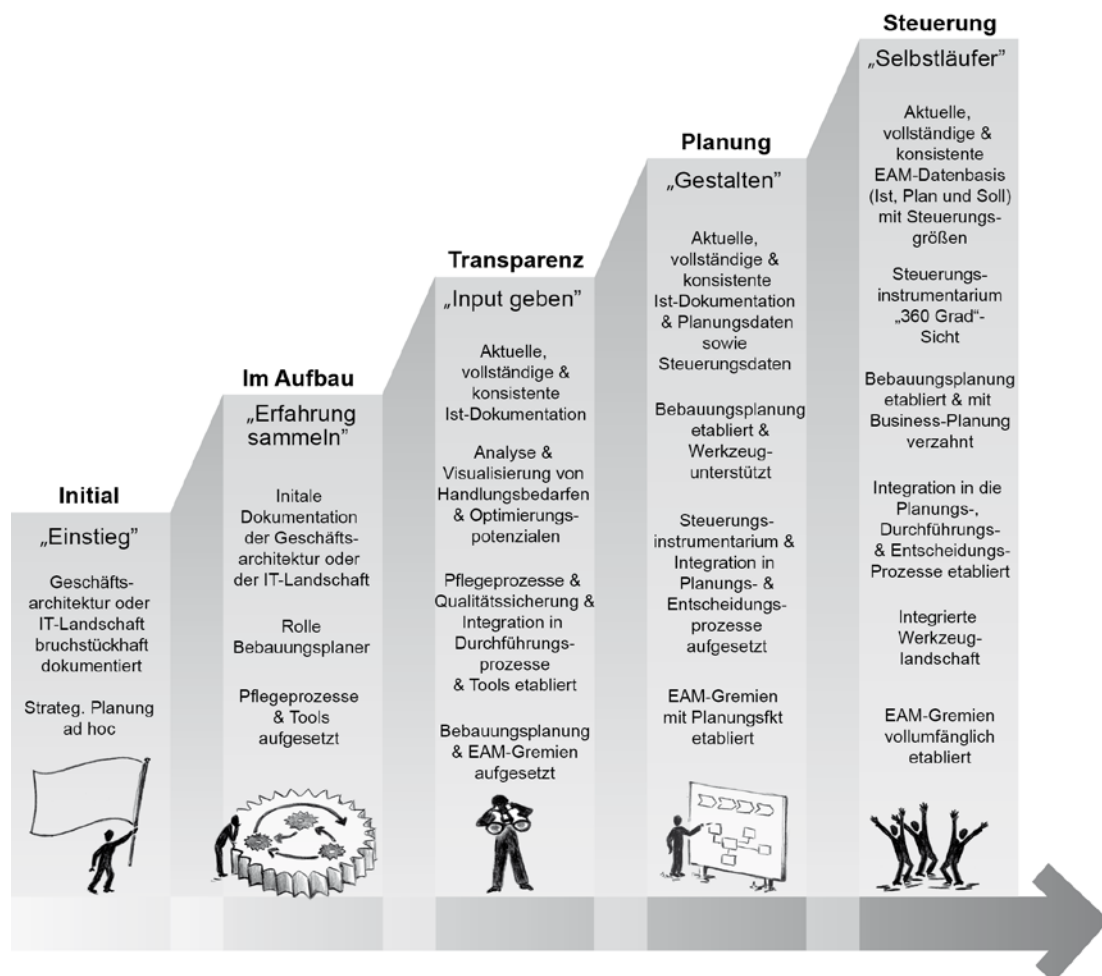 Initial
„Einstieg”
Geschäfts-
architektur oder
IT-Landschaft
bruchstückhaft
dokumentiert
Strateg. Planung
ad hoc
Im Aufbau
„Erfahrung
sammeln”
Initale
Dokumentation
der Geschäfts-
architektur oder
der IT-Landschaft
Rolle
Bebauungsplaner
Pflegeprozesse
& Tools
aufgesetzt
Transparenz
„Input geben”
Aktuelle,
vollständige &
konsistente
Ist-Dokumentation
Analyse &
Visualisierung von
Handlungsbedarfen
& Optimierungs-
potenzialen
Pflegeprozesse &
Qualitätssicherung &
Integration in
Durchführungs-
prozesse
& Tools etabliert
Bebauungsplanung
& EAM-Gremien
aufgesetzt
Planung
„Gestalten”
Aktuelle,
vollständige &
konsistente
Ist-Dokumentation
& Planungsdaten
sowie
Steuerungsdaten
Bebauungsplanung
etabliert &
Werkzeug-
unterstützt
Steuerungs-
instrumentarium &
Integration in
Planungs- &
Entscheidungs-
prozesse
aufgesetzt
EAM-Gremien
mit Planungsfkt
etabliert
Steuerung
„Selbstläufer”
Aktuelle,
vollständige &
konsistente
EAM-Datenbasis
(Ist, Plan und Soll)
mit Steuerungs-
größen
Steuerungs-
instrumentarium
„360 Grad”-
Sicht
Bebauungsplanung
etabliert & mit
Business-Planung
verzahnt
Integration in die
Planungs-,
Durchführungs-
& Entscheidungs-
Prozesse etabliert
Integrierte
Werkzeug-
landschaft
EAM-Gremien
vollumfänglich
etabliert